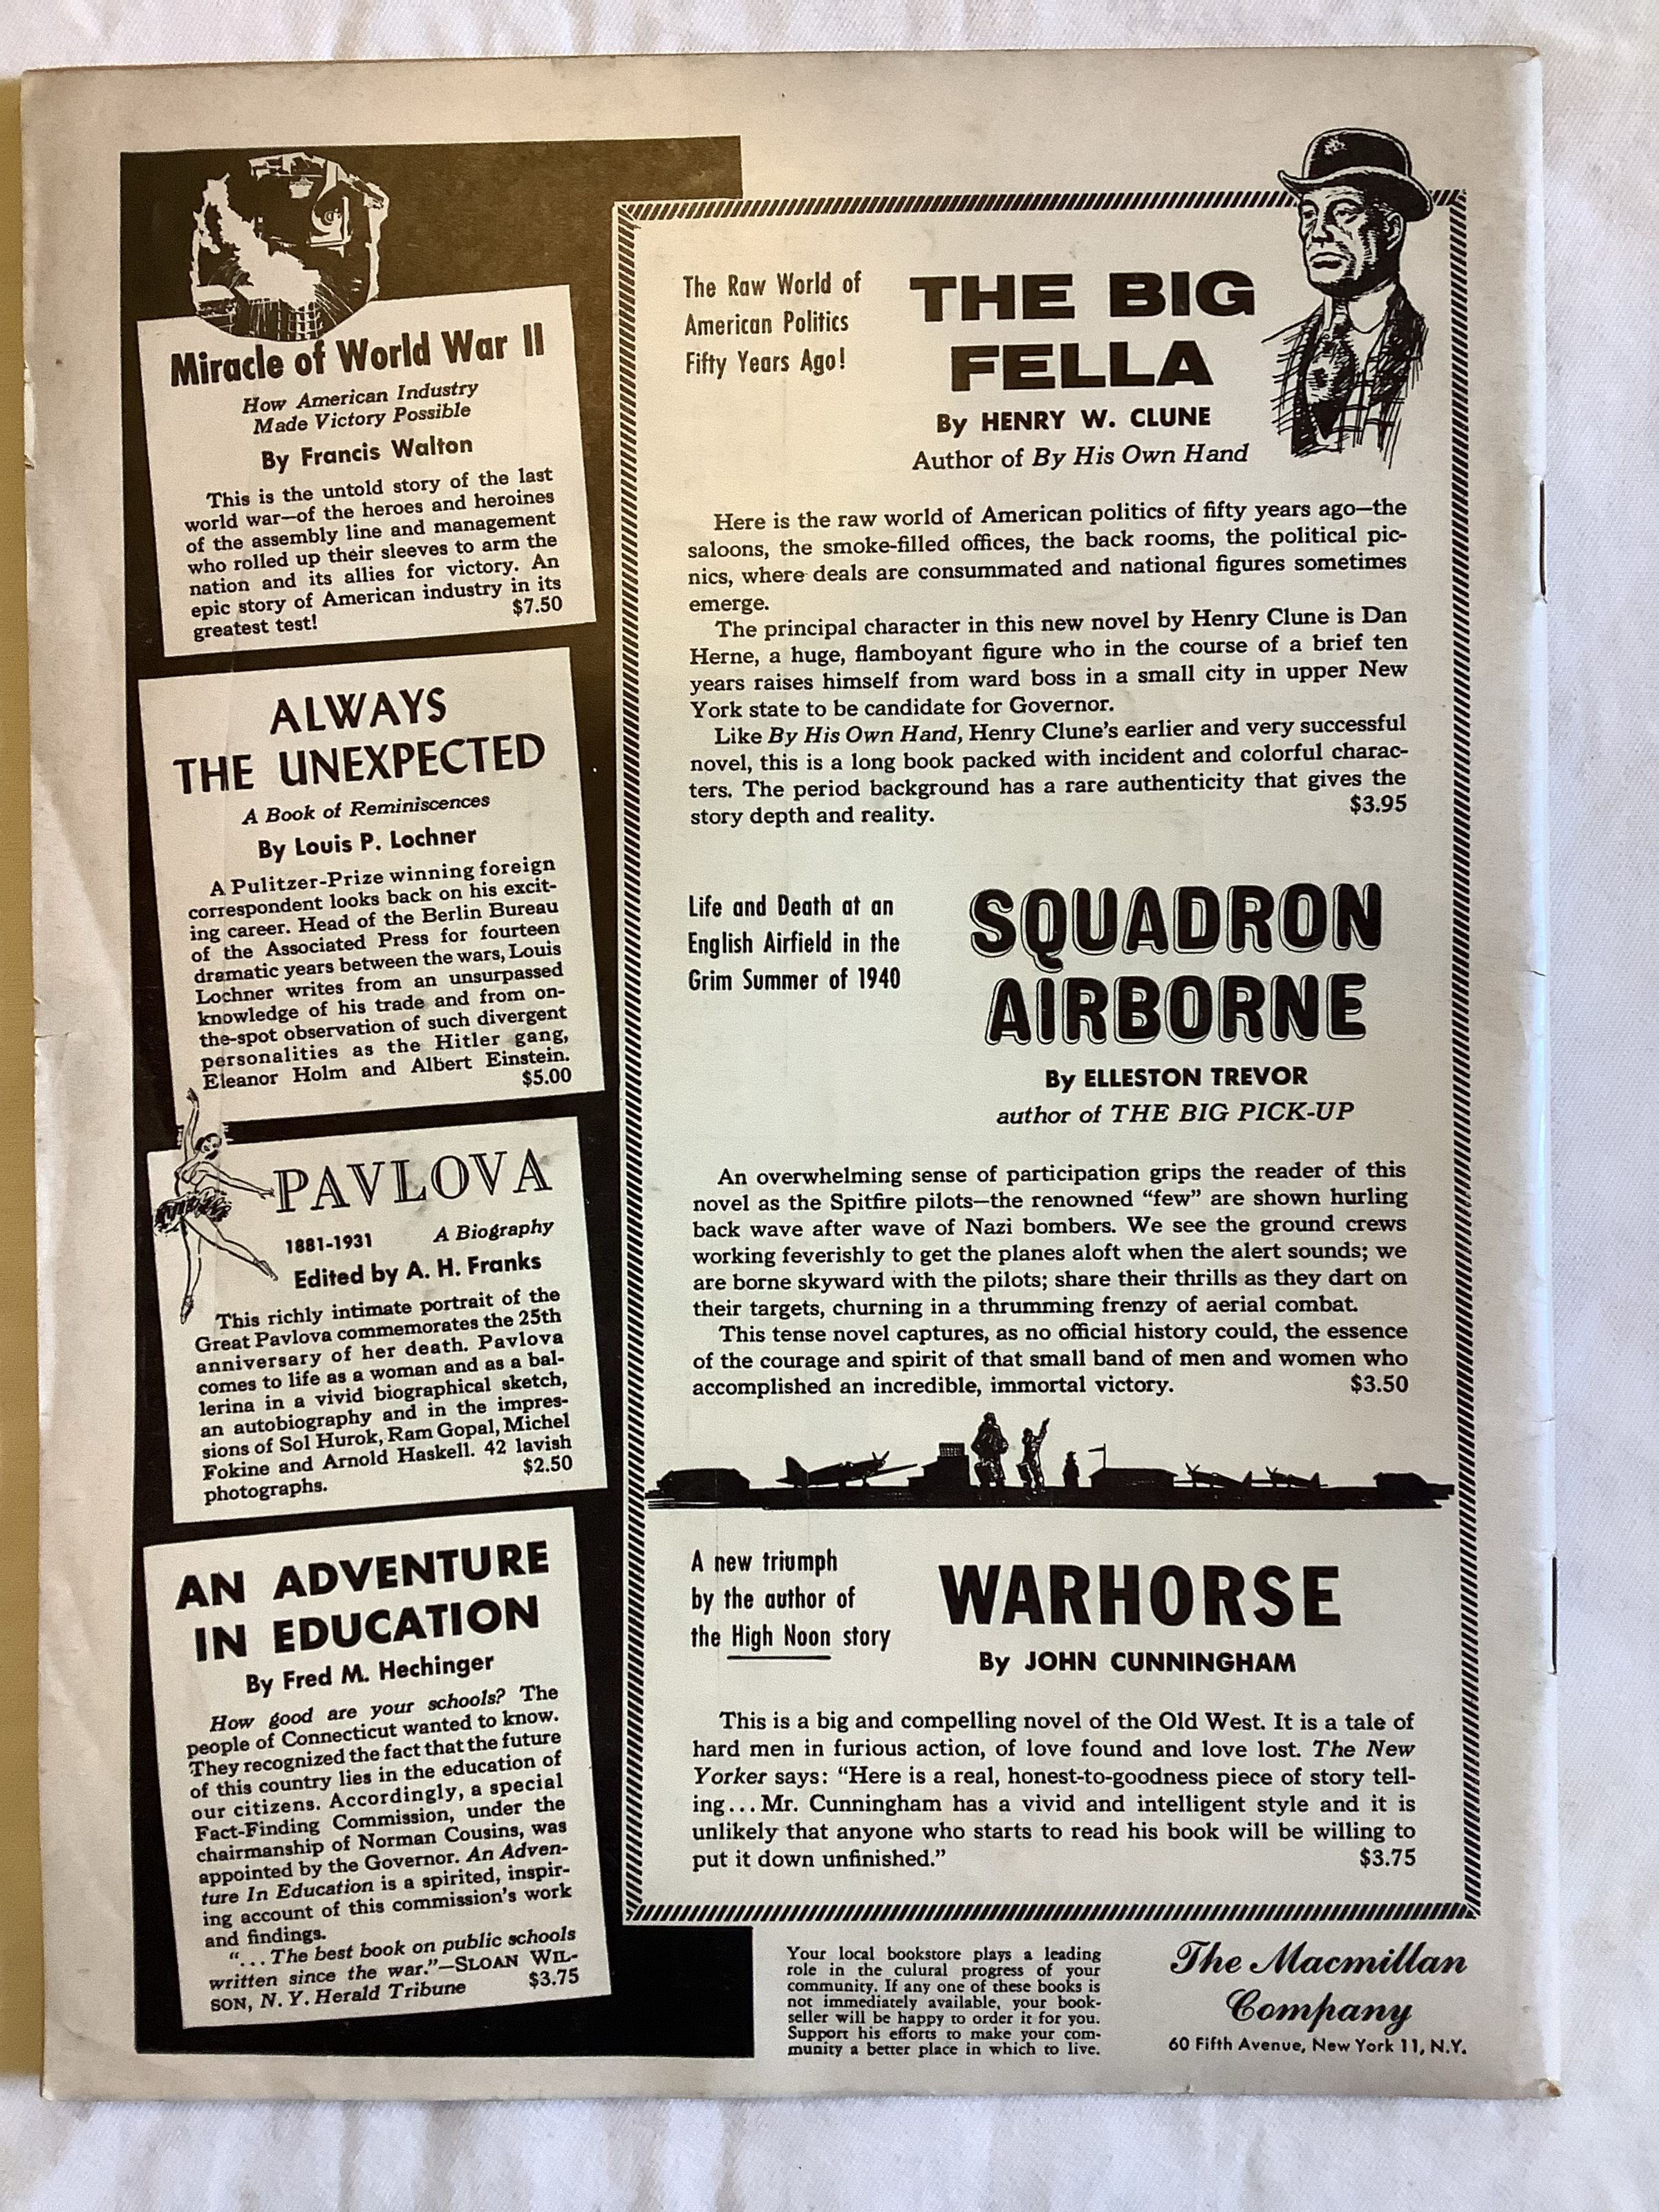 Miracle of World War II
How American Industry
Made Victory Possible
By Francis Walton
This is the untold story of the last
world war—of the heroes and heroines
of the assembly line and management
who rolled up their sleeves to arm the
nation and its allies for victory. An
epic story of American industry in its
greatest test! $7.50
ALWAYS
THE UNEXPECTED
A Book of Reminiscences
By Louis P. Lochner
A Pulitzer-Prize winning foreign
correspondent looks back on his excit-
ing career. Head of the Berlin Bureau
of the Associated Press for fourteen
dramatic years between the wars, Louis
Lochner writes from an unsurpassed
knowledge of his trade and from on-
the-spot observation of such divergent
personalities as the Hitler gang,
Eleanor Holm and Albert Einstein.
$5.00
PAVLOVA
1881-1931 A Biography
Edited by A. H. Franks
This richly intimate portrait of the
Great Pavlova commemorates the 25th
anniversary of her death. Pavlova
comes to life as a woman and as a bal-
lerina in a vivid biographical sketch,
an autobiography and in the impres-
sions of Sol Hurok, Ram Gopal, Michel
Fokine and Arnold Haskell. 42 lavish
photographs. $2.50
AN ADVENTURE
IN EDUCATION
By Fred M. Hechinger
How good are your schools? The
people of Connecticut wanted to know.
They recognized the fact that the future
of this country lies in the education of
our citizens. Accordingly, a special
Fact-Finding Commission, under the
chairmanship of Norman Cousins, was
appointed by the Governor. An Adven-
ture In Education is a spirited, inspir-
ing account of this commission's work
and findings.
"...The best book on public schools
written since the war."—SLOAN WIL-
SON, N. Y. Herald Tribune $3.75
The Raw World of
American Politics
Fifty Years Ago!
THE BIG
FELLA
By HENRY W. CLUNE
Author of By His Own Hand
Here is the raw world of American politics of fifty years ago—the
saloons, the smoke-filled offices, the back rooms, the political pic-
nics, where deals are consummated and national figures sometimes
emerge.
The principal character in this new novel by Henry Clune is Dan
Herne, a huge, flamboyant figure who in the course of a brief ten
years raises himself from ward boss in a small city in upper New
York state to be candidate for Governor.
Like By His Own Hand, Henry Clune's earlier and very successful
novel, this is a long book packed with incident and colorful charac-
ters. The period background has a rare authenticity that gives the
story depth and reality. $3.95
Life and Death at an
English Airfield in the
Grim Summer of 1940
SQUADRON
AIRBORNE
By ELLESTON TREVOR
author of THE BIG PICK-UP
An overwhelming sense of participation grips the reader of this
novel as the Spitfire pilots—the renowned "few" are shown hurling
back wave after wave of Nazi bombers. We see the ground crews
working feverishly to get the planes aloft when the alert sounds; we
are borne skyward with the pilots; share their thrills as they dart on
their targets, churning in a thrumming frenzy of aerial combat.
This tense novel captures, as no official history could, the essence
of the courage and spirit of that small band of men and women who
accomplished an incredible, immortal victory. $3.50
A new triumph
by the author of
the High Noon story
WARHORSE
By JOHN CUNNINGHAM
This is a big and compelling novel of the Old West. It is a tale of
hard men in furious action, of love found and love lost. The New
Yorker says: "Here is a real, honest-to-goodness piece of story tell-
ing...Mr. Cunningham has a vivid and intelligent style and it is
unlikely that anyone who starts to read his book will be willing to
put it down unfinished." $3.75
Your local bookstore plays a leading
role in the cultural progress of your
community. If any one of these books is
not immediately available, your book-
seller will be happy to order it for you.
Support his efforts to make your com-
munity a better place in which to live.
The Macmillan
Company
60 Fifth Avenue, New York 11, N.Y.